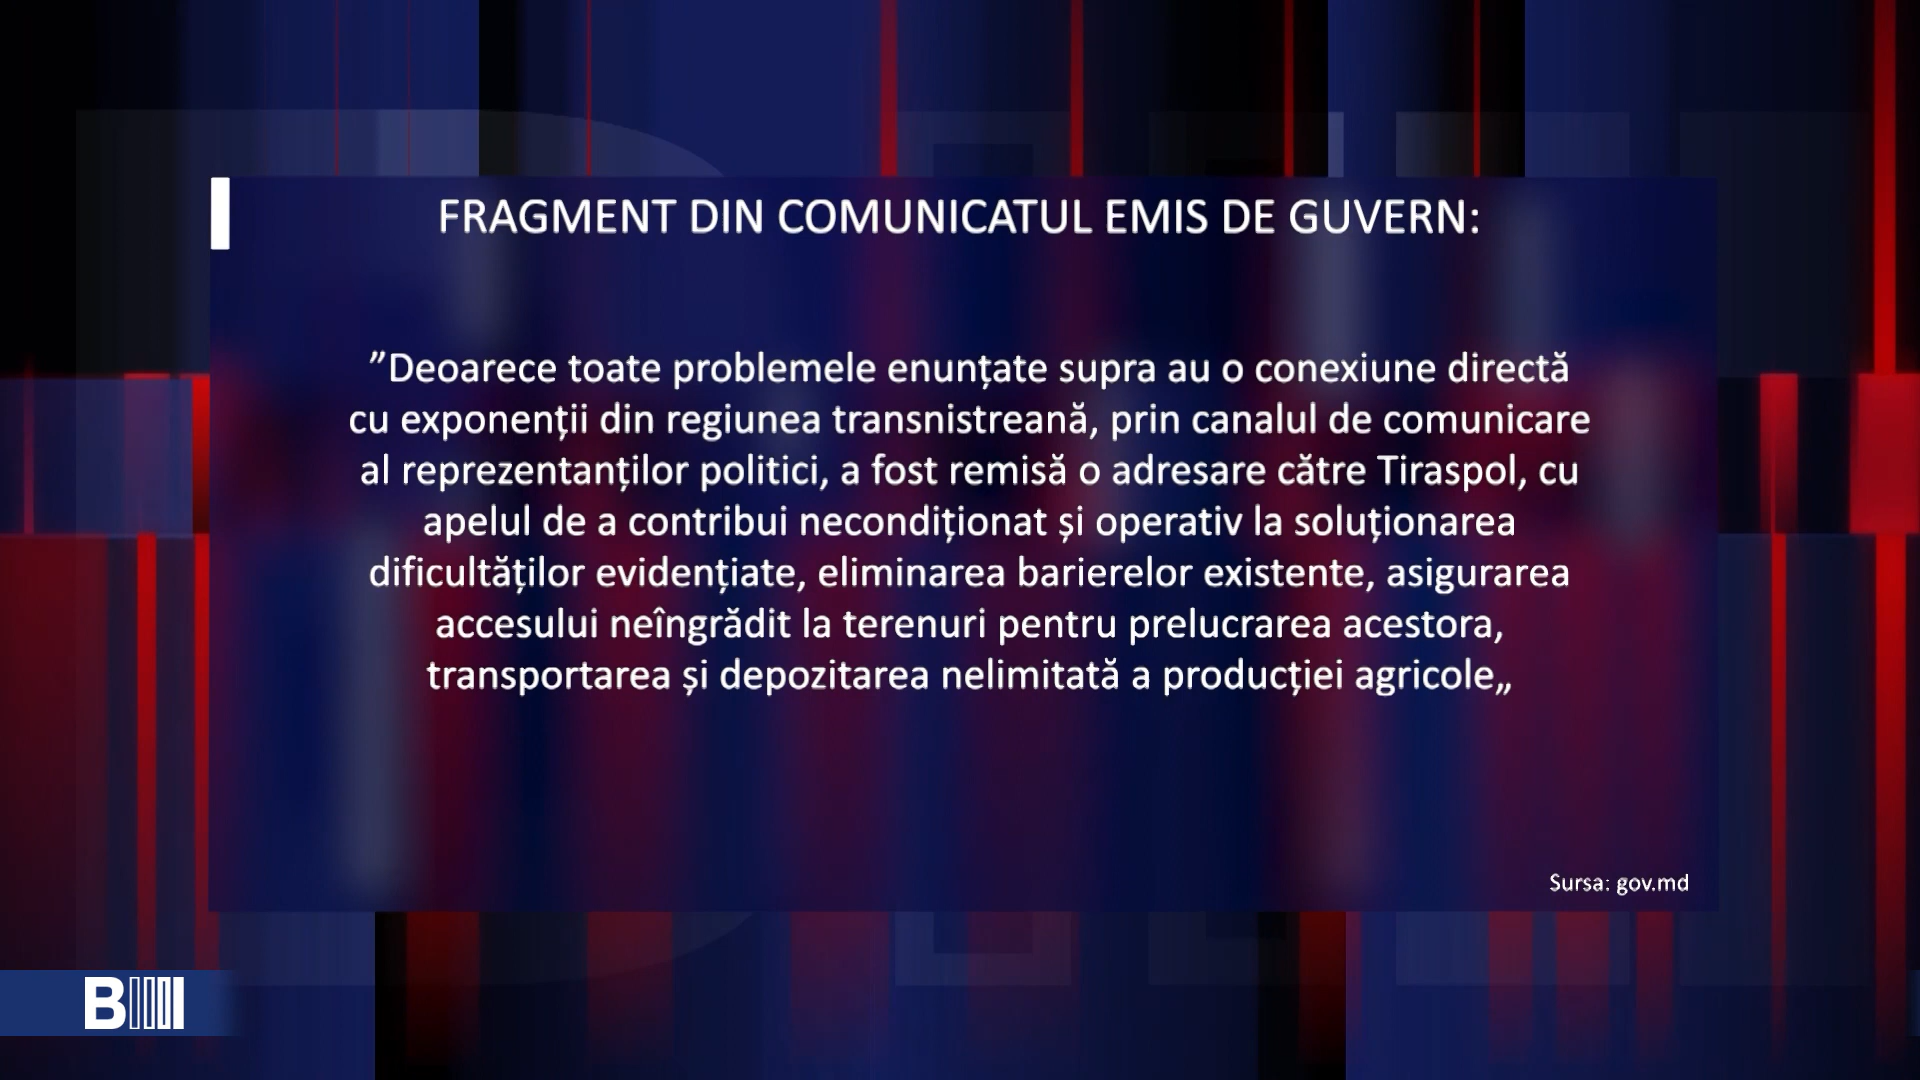 FRAGMENT DIN COMUNICATUL EMIS DE GUVERN:
”Deoarece toate problemele enunțate supra au o conexiune directă
cu exponenții din regiunea transnistreană, prin canalul de comunicare
al reprezentanților politici, a fost remisă o adresare către Tiraspol, cu
apelul de a contribui necondiționat și operativ la soluționarea
dificultăților evidențiate, eliminarea barierelor existente, asigurarea
accesului neîngrădit la terenuri pentru prelucrarea acestora,
transportarea și depozitarea nelimitată a producției agricole„
Sursa: gov.md
B